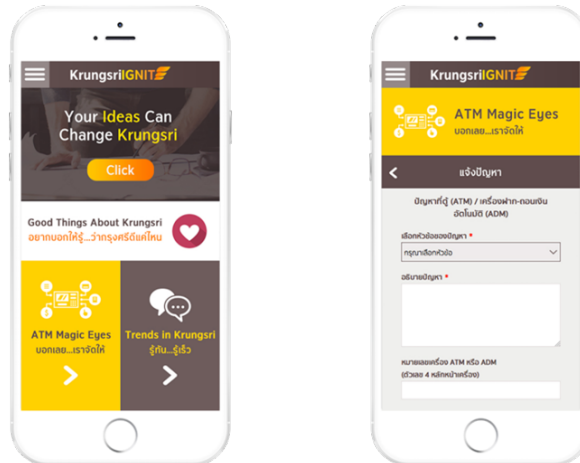 KrungsriIGNITE
Your Ideas Can
Change Krungsri
Click
Good Things About Krungsri
อยากบอกให้รู้...ว่ากรุงศรีดีแค่ไหน
ATM Magic Eyes
บอกเลย...เราจัดให้
Trends in Krungsri
รู้ทัน...รู้เร็ว
KrungsriIGNITE
ATM Magic Eyes
บอกเลย...เราจัดให้
แจ้งปัญหา
ปัญหาที่ตู้ (ATM) / เครื่องฝาก-ถอนเงิน
อัตโนมัติ (ADM)
เลือกหัวข้อของปัญหา *
กรุณาเลือกหัวข้อ
อธิบายปัญหา *
หมายเลขเครื่อง ATM หรือ ADM
(ตัวเลข 4 หลักหน้าเครื่อง)